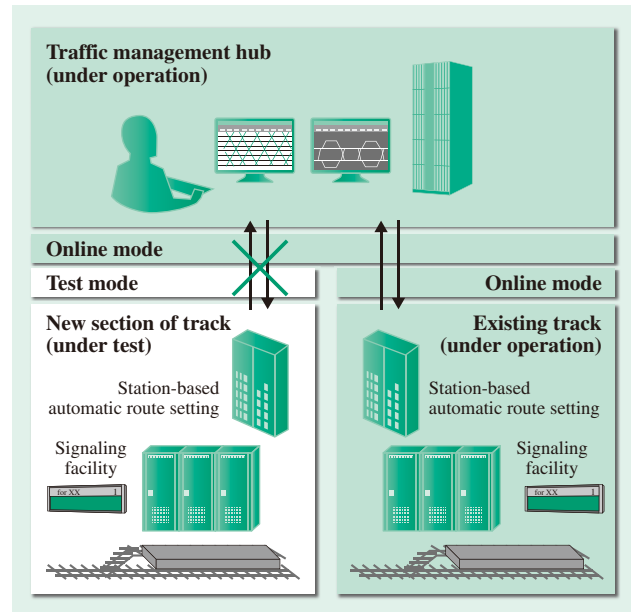 Traffic management hub
(under operation)
Online mode
Test mode
Online mode
New section of track
(under test)
Existing track
(under operation)
Station-based
automatic route setting
Station-based
automatic route setting
Signaling
facility
Signaling
facility
for XX 1
for XX 1